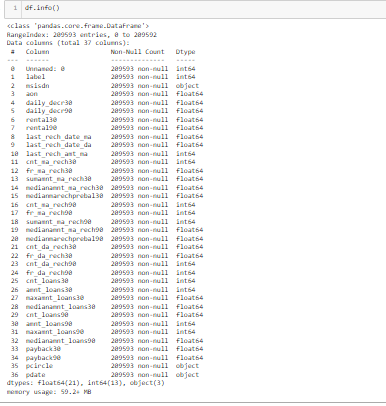 1 df.info()
<class 'pandas.core.frame.DataFrame'>
RangeIndex: 209593 entries, 0 to 209592
Data columns (total 37 columns):
# Column Non-Null Count Dtype
--- ------ -------------- -----
0 Unnamed: 0 209593 non-null int64
1 label 209593 non-null int64
2 msisdn 209593 non-null object
3 aon 209593 non-null float64
4 daily_decr30 209593 non-null float64
5 daily_decr90 209593 non-null float64
6 rental30 209593 non-null float64
7 rental90 209593 non-null float64
8 last_rech_date_ma 209593 non-null float64
9 last_rech_date_da 209593 non-null float64
10 last_rech_amt_ma 209593 non-null int64
11 cnt_ma_rech30 209593 non-null int64
12 fr_ma_rech30 209593 non-null float64
13 sumamnt_ma_rech30 209593 non-null float64
14 medianamnt_ma_rech30 209593 non-null float64
15 medianmarechprebal30 209593 non-null float64
16 cnt_ma_rech90 209593 non-null int64
17 fr_ma_rech90 209593 non-null int64
18 sumamnt_ma_rech90 209593 non-null int64
19 medianamnt_ma_rech90 209593 non-null float64
20 medianmarechprebal90 209593 non-null float64
21 cnt_da_rech30 209593 non-null float64
22 fr_da_rech30 209593 non-null float64
23 cnt_da_rech90 209593 non-null int64
24 fr_da_rech90 209593 non-null int64
25 cnt_loans30 209593 non-null int64
26 amnt_loans30 209593 non-null int64
27 maxamnt_loans30 209593 non-null float64
28 medianamnt_loans30 209593 non-null float64
29 cnt_loans90 209593 non-null float64
30 amnt_loans90 209593 non-null int64
31 maxamnt_loans90 209593 non-null int64
32 medianamnt_loans90 209593 non-null float64
33 payback30 209593 non-null float64
34 payback90 209593 non-null float64
35 pcircle 209593 non-null object
36 pdate 209593 non-null object
dtypes: float64(21), int64(13), object(3)
memory usage: 59.2+ MB